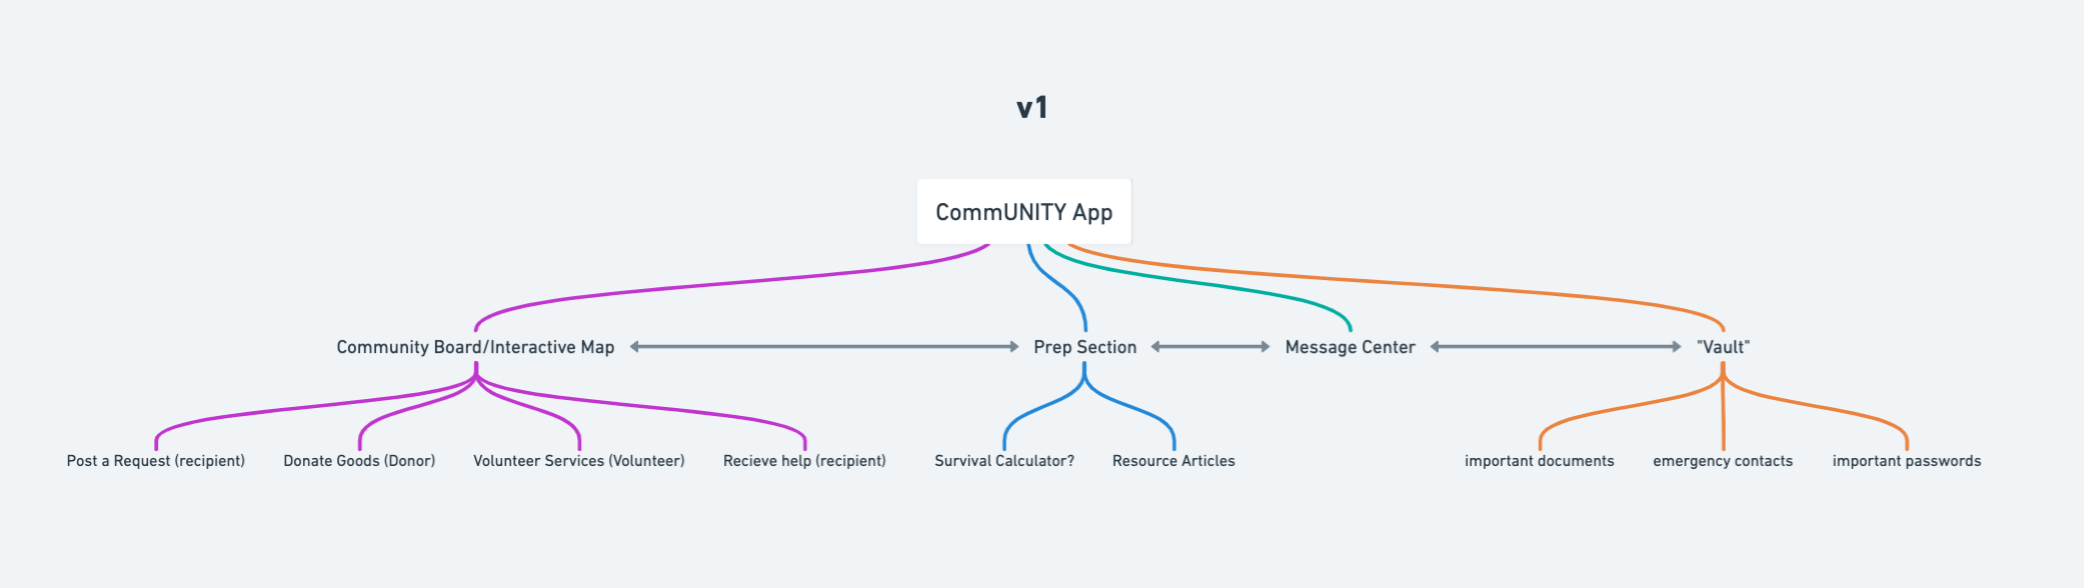 v1
CommUNITY App
Community Board/Interactive Map
Prep Section
Message Center
"Vault"
Post a Request (recipient)
Donate Goods (Donor)
Volunteer Services (Volunteer)
Recieve help (recipient)
Survival Calculator?
Resource Articles
important documents
emergency contacts
important passwords